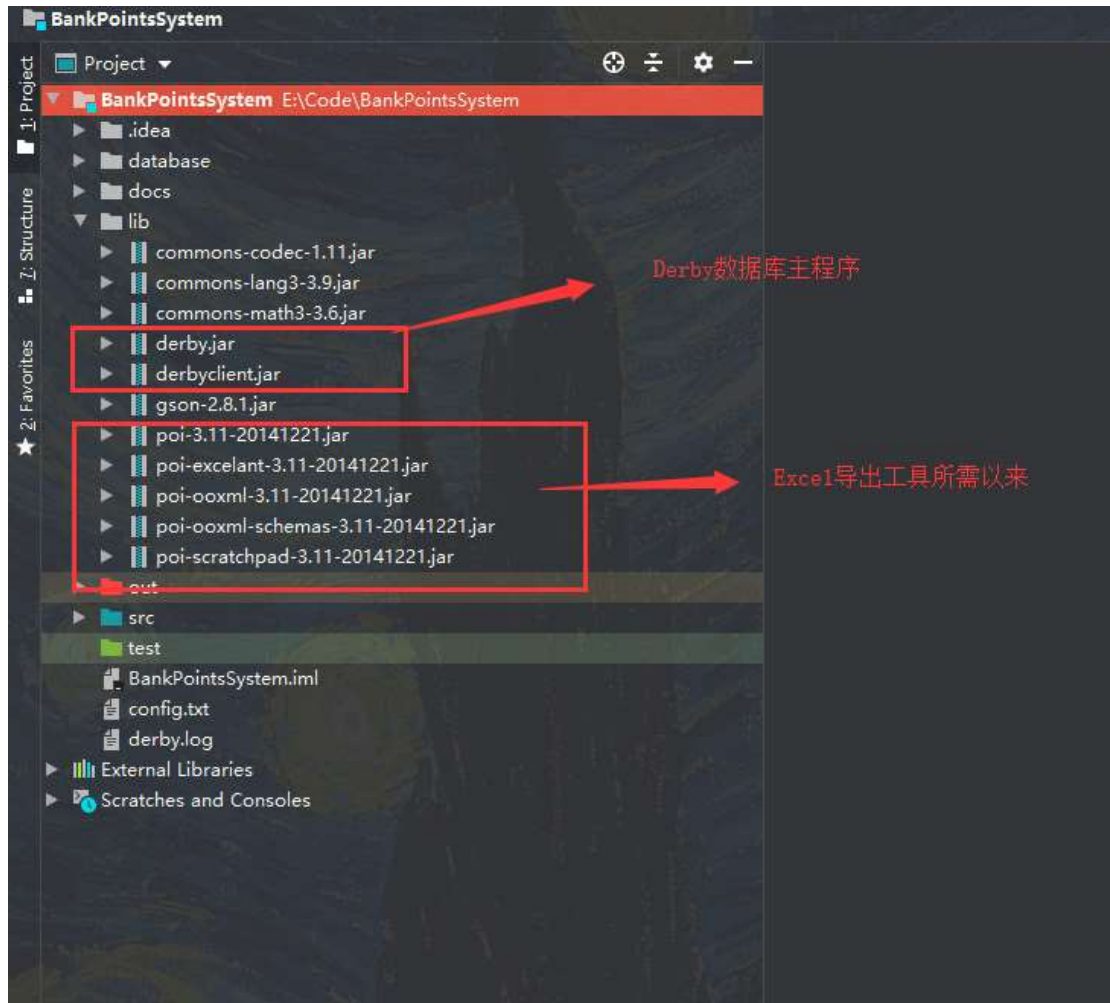 BankPointsSystem
1: Project
Project
BankPointsSystem E:\Code\BankPointsSystem
.idea
database
docs
lib
7: Structure
commons-codec-1.11.jar
commons-lang3-3.9.jar
commons-math3-3.6.jar
Derby数据库主程序
derby.jar
derbyclient.jar
2: Favorites
gson-2.8.1.jar
poi-3.11-20141221.jar
poi-excelant-3.11-20141221.jar
Excel导出工具所需以来
poi-ooxml-3.11-20141221.jar
poi-ooxml-schemas-3.11-20141221.jar
poi-scratchpad-3.11-20141221.jar
out
src
test
BankPointsSystem.iml
config.txt
derby.log
External Libraries
Scratches and Consoles